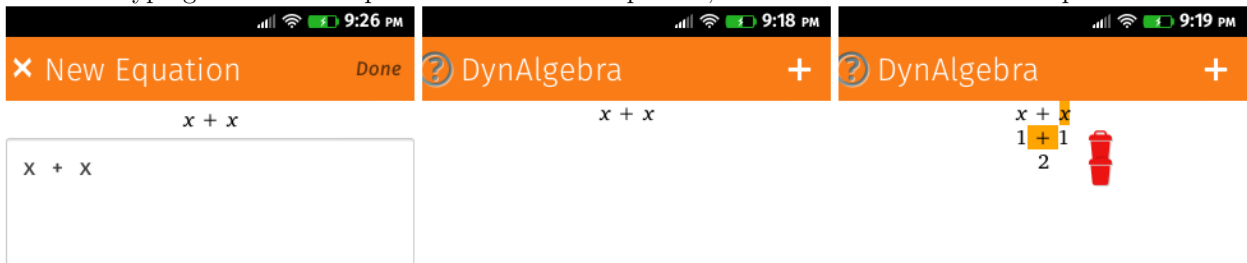 9:26 PM
× New Equation Done
x + x
x + x
9:18 PM
? DynAlgebra +
x + x
9:19 PM
? DynAlgebra +
x + x
1 + 1
2